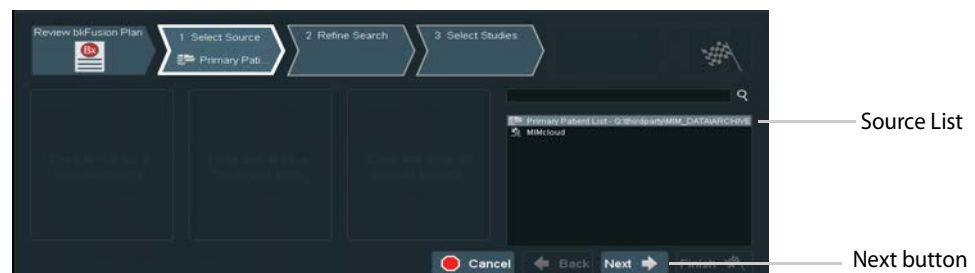 Review bkFusion Plan
Bx
1 Select Source
Primary Pati...
2 Refine Search
3 Select Studies
Primary Patient List - Q:\thirdparty\MIM_DATA\ARCHIVE
MIMcloud
Source List
Cancel
Back
Next
Finish
Next button